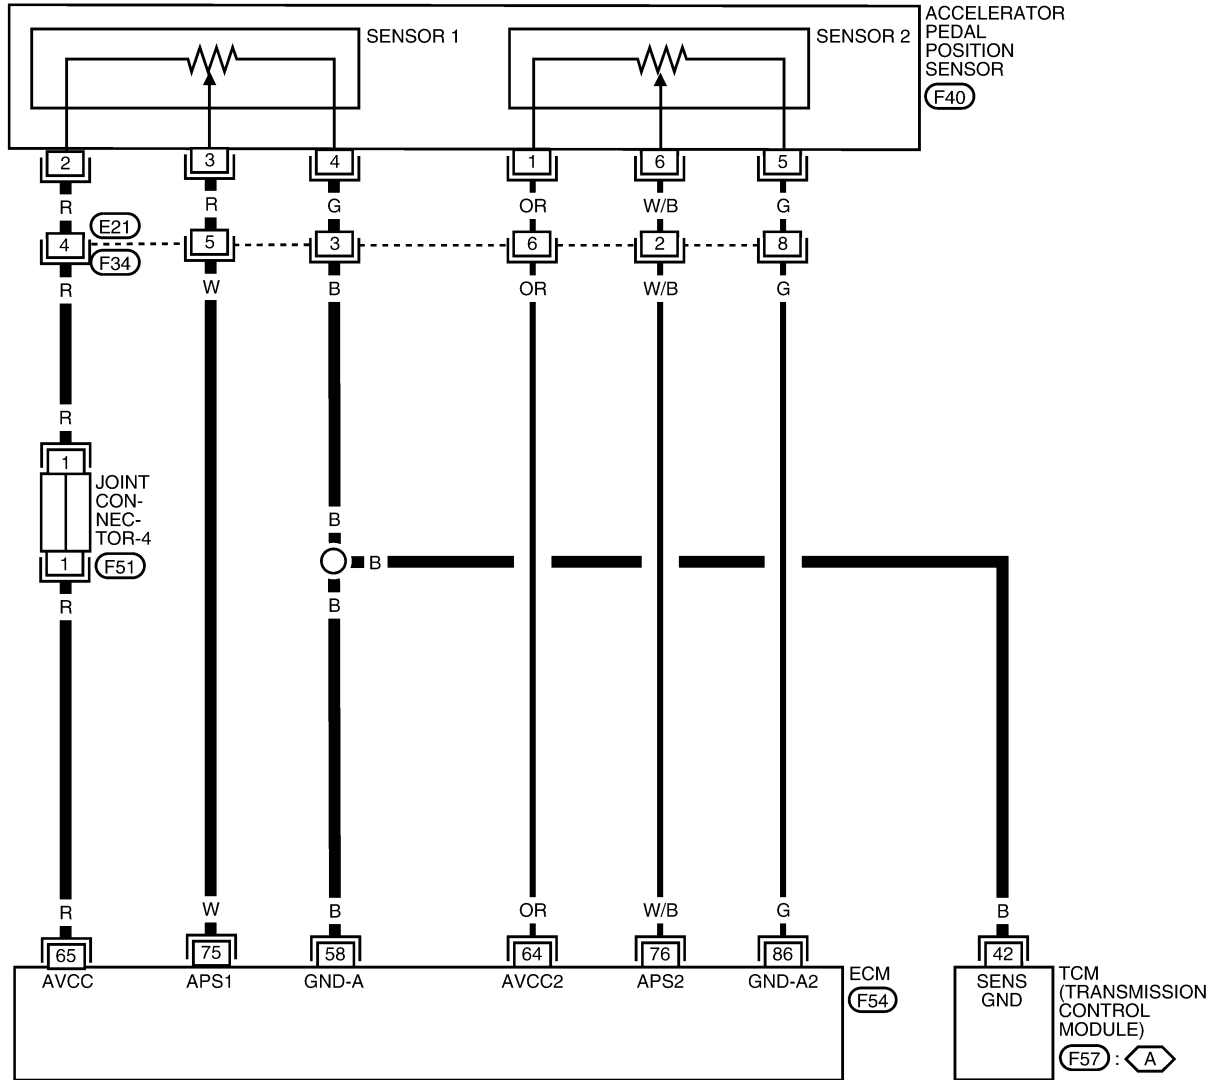 SENSOR 1
SENSOR 2
ACCELERATOR
PEDAL
POSITION
SENSOR
F40
2 3 4 1 6 5
R R G OR W/B G
E21
4 5 3 6 2 8
F34
R W B OR W/B G
R
1
JOINT
CON-
NEC-
TOR-4
1
F51
R
B
B
B
R W B OR W/B G B
65 75 58 64 76 86 42
AVCC APS1 GND-A AVCC2 APS2 GND-A2
ECM
F54
SENS
GND
TCM
(TRANSMISSION
CONTROL
MODULE)
F57 : A